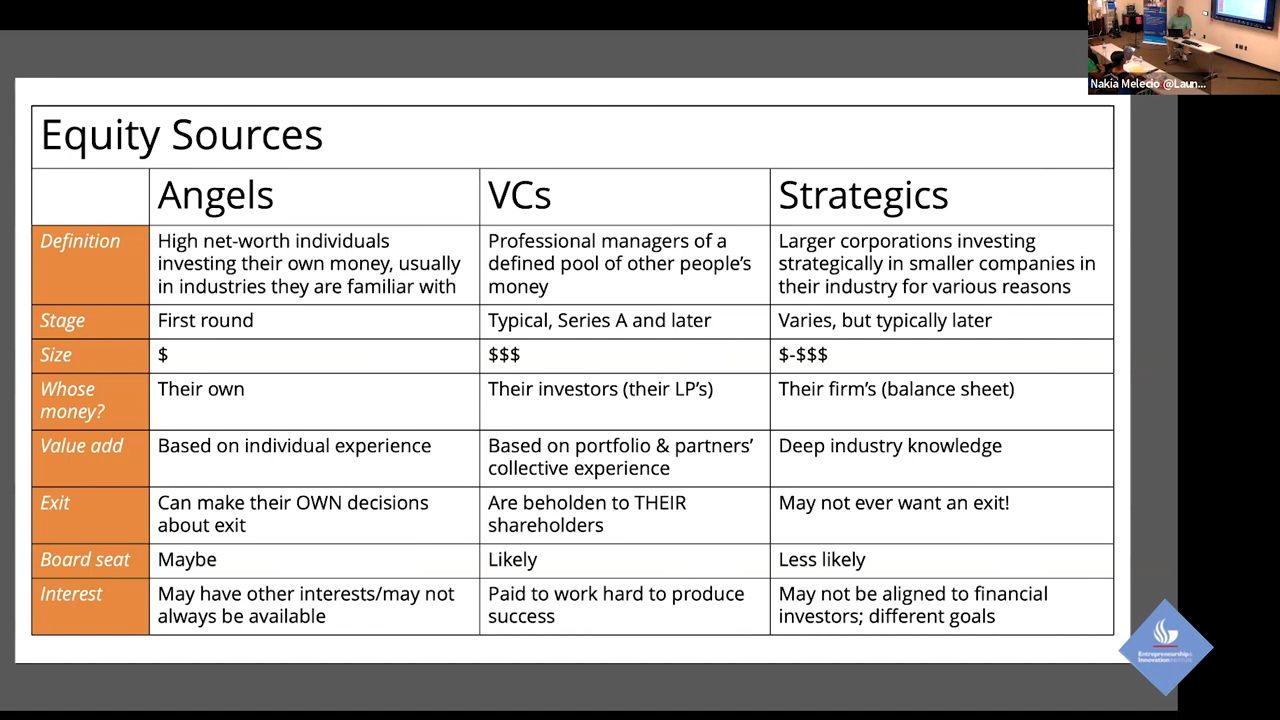 Nakia Melecio @Laun...
Equity Sources
Angels
VCs
Strategics
Definition
High net-worth individuals
investing their own money, usually
in industries they are familiar with
Professional managers of a
defined pool of other people's
money
Larger corporations investing
strategically in smaller companies in
their industry for various reasons
Stage
First round
Typical, Series A and later
Varies, but typically later
Size
$
$$$
$-$$$
Whose
money?
Their own
Their investors (their LP's)
Their firm's (balance sheet)
Value add
Based on individual experience
Based on portfolio & partners'
collective experience
Deep industry knowledge
Exit
Can make their OWN decisions
about exit
Are beholden to THEIR
shareholders
May not ever want an exit!
Board seat
Maybe
Likely
Less likely
Interest
May have other interests/may not
always be available
Paid to work hard to produce
success
May not be aligned to financial
investors; different goals
Entrepreneurship&
InnovationINSTITUTE